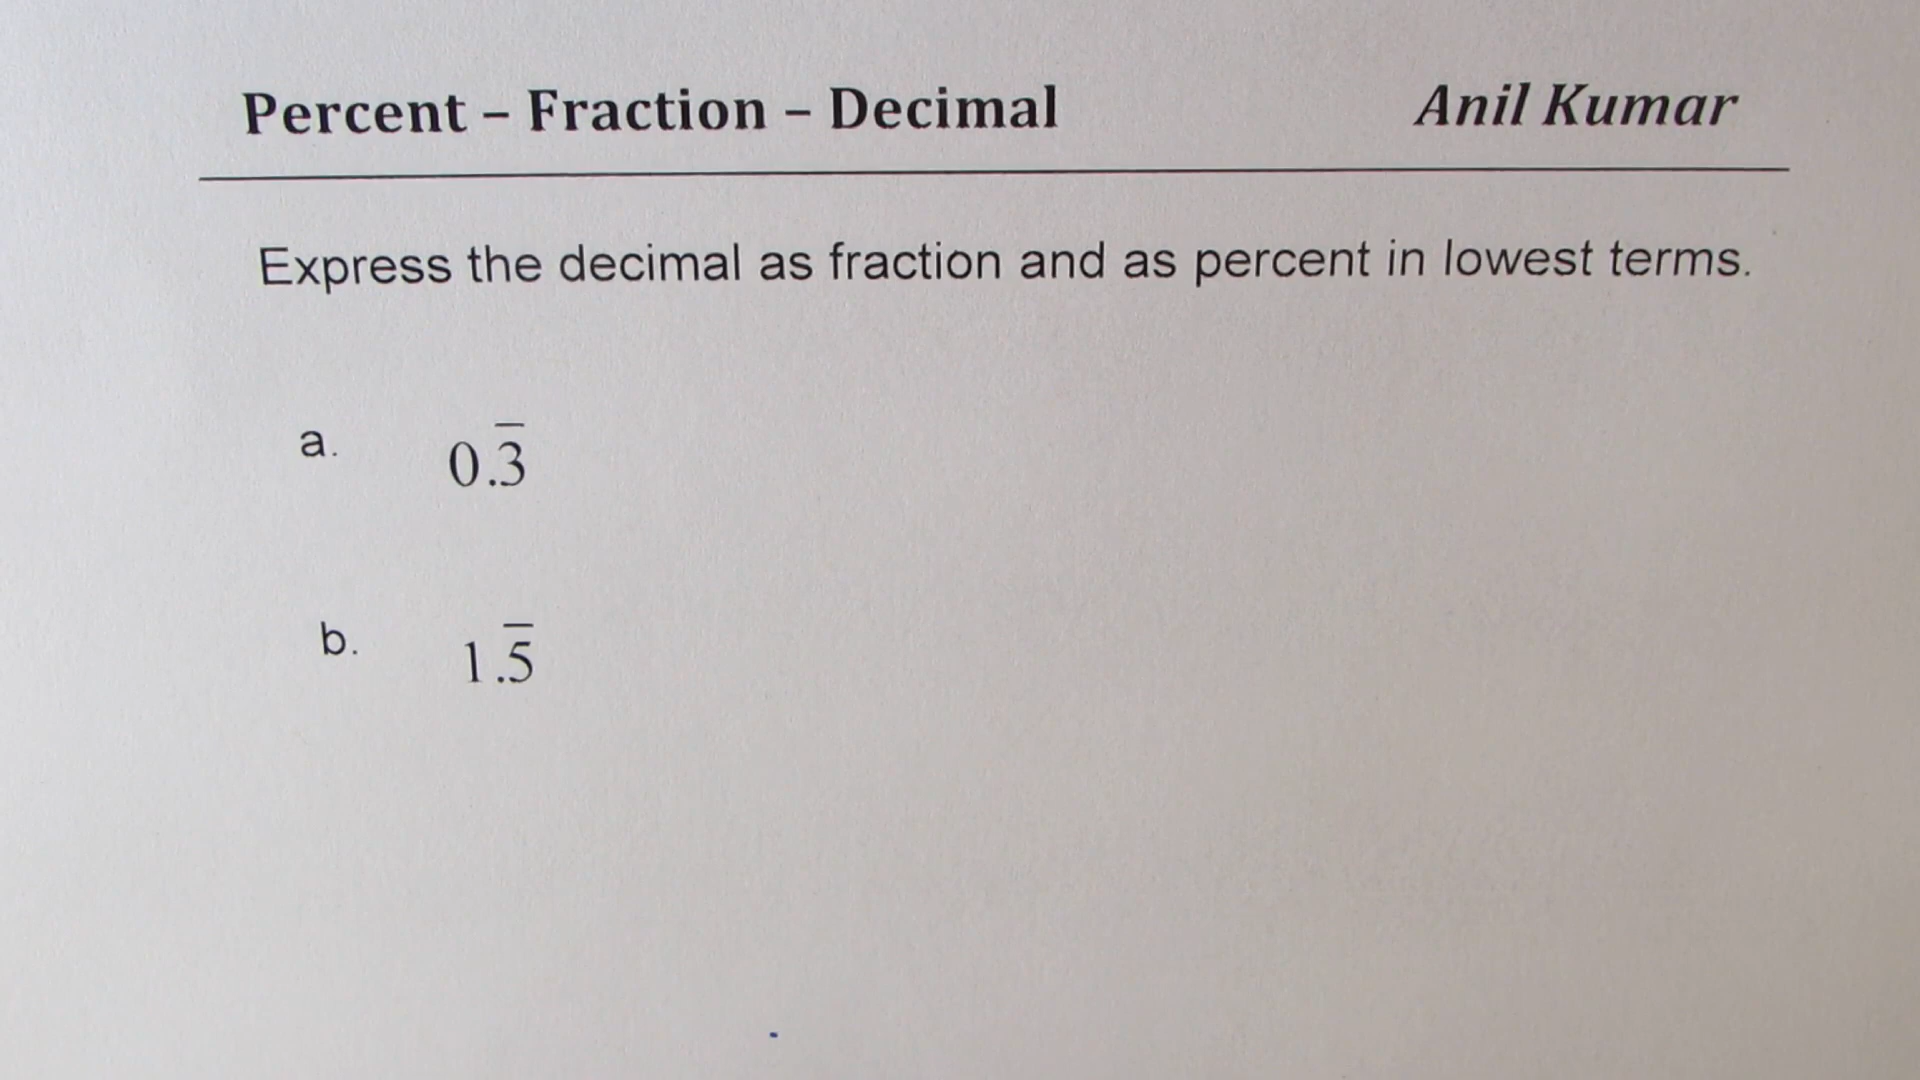 Percent – Fraction – Decimal Anil Kumar
Express the decimal as fraction and as percent in lowest terms.
a. 0.3̅
b. 1.5̅